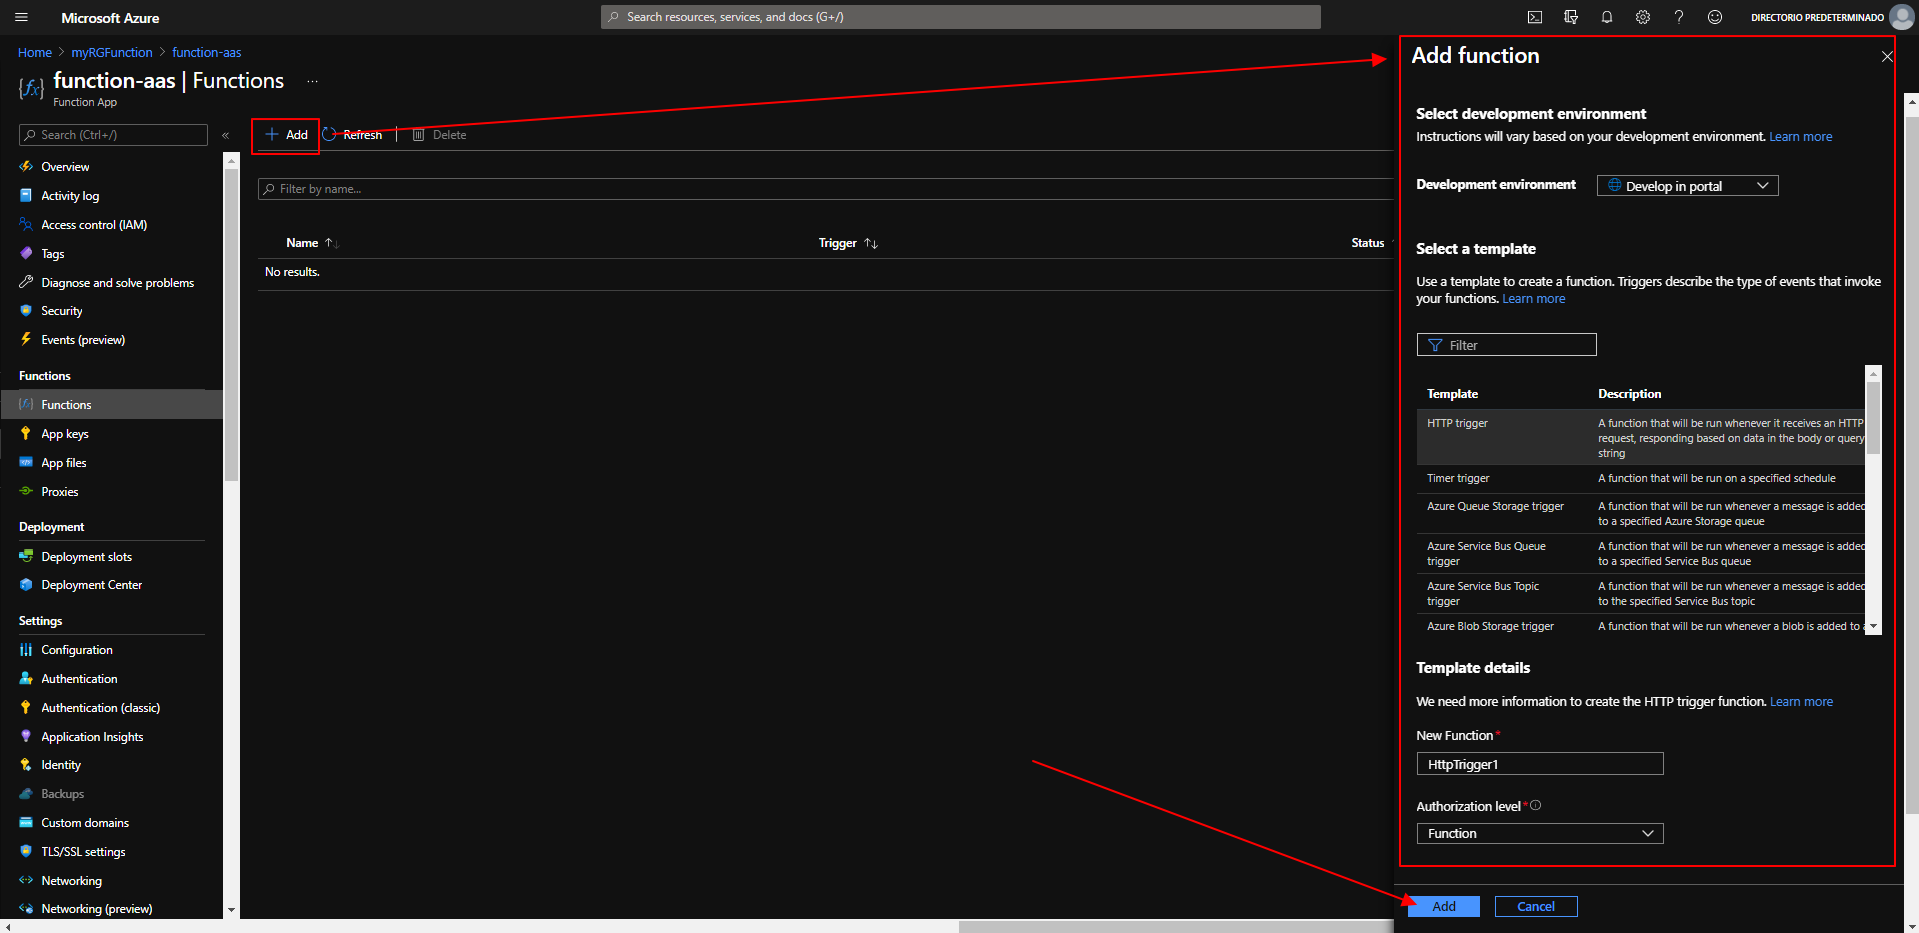 Microsoft Azure
Search resources, services, and docs (G+/)
DIRECTORIO PREDETERMINADO
Home > myRGFunction > function-aas
function-aas | Functions ...
Function App
Search (Ctrl+/)
«
Overview
Activity log
Access control (IAM)
Tags
Diagnose and solve problems
Security
Events (preview)
Functions
Functions
App keys
App files
Proxies
Deployment
Deployment slots
Deployment Center
Settings
Configuration
Authentication
Authentication (classic)
Application Insights
Identity
Backups
Custom domains
TLS/SSL settings
Networking
Networking (preview)
Add Refresh Delete
Filter by name...
Name Trigger Status
No results.
Add function
Select development environment
Instructions will vary based on your development environment. Learn more
Development environment Develop in portal
Select a template
Use a template to create a function. Triggers describe the type of events that invoke
your functions. Learn more
Filter
Template Description
HTTP trigger A function that will be run whenever it receives an HTTP
request, responding based on data in the body or query
string
Timer trigger A function that will be run on a specified schedule
Azure Queue Storage trigger A function that will be run whenever a message is added
to a specified Azure Storage queue
Azure Service Bus Queue A function that will be run whenever a message is added
trigger to a specified Service Bus queue
Azure Service Bus Topic A function that will be run whenever a message is added
trigger to the specified Service Bus topic
Azure Blob Storage trigger A function that will be run whenever a blob is added to a
Template details
We need more information to create the HTTP trigger function. Learn more
New Function*
HttpTrigger1
Authorization level*
Function
Add Cancel